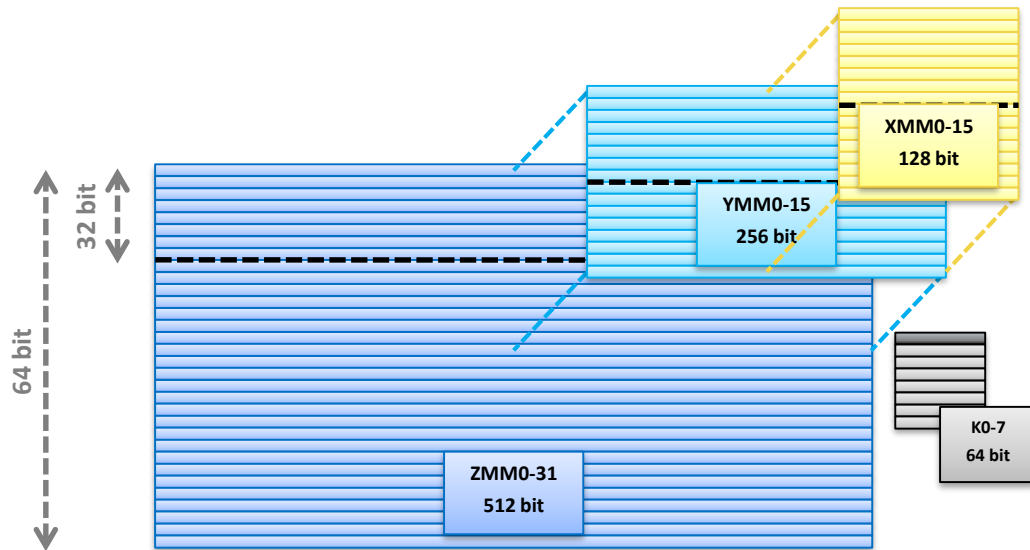 XMM0-15
128 bit
YMM0-15
256 bit
32 bit
64 bit
K0-7
64 bit
ZMM0-31
512 bit